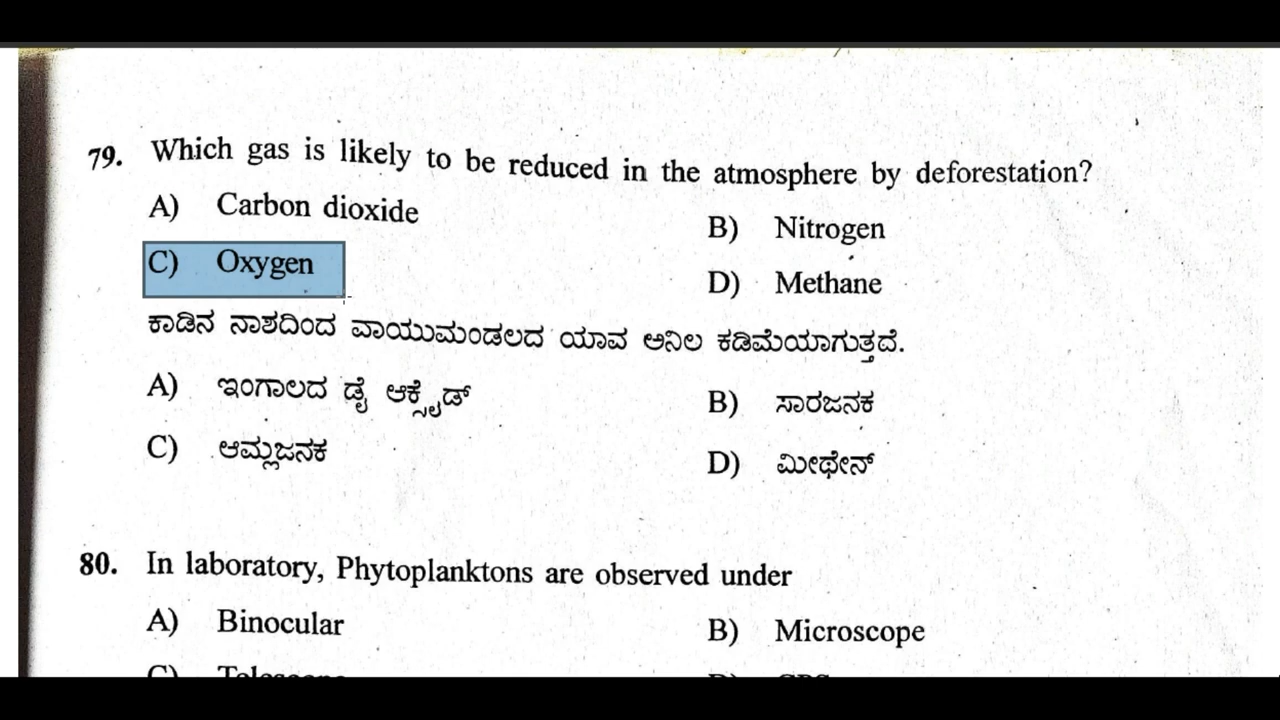 79. Which gas is likely to be reduced in the atmosphere by deforestation?
A) Carbon dioxide
B) Nitrogen
C) Oxygen
D) Methane
ಕಾಡಿನ ನಾಶದಿಂದ ವಾಯುಮಂಡಲದ ಯಾವ ಅನಿಲ ಕಡಿಮೆಯಾಗುತ್ತದೆ.
A) ಇಂಗಾಲದ ಡೈ ಆಕ್ಸೈಡ್
B) ಸಾರಜನಕ
C) ಆಮ್ಲಜನಕ
D) ಮೀಥೇನ್
80. In laboratory, Phytoplanktons are observed under
A) Binocular
B) Microscope
C)
D)